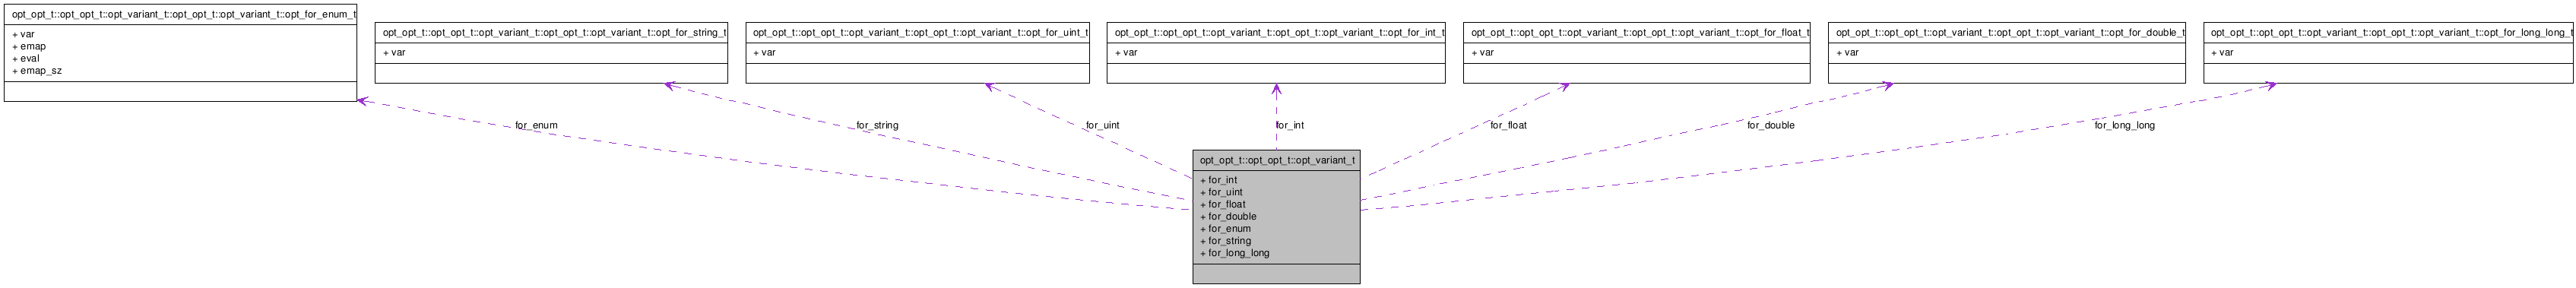 opt_opt_t::opt_opt_t::opt_variant_t::opt_opt_t::opt_variant_t::opt_for_enum_t
+ var
+ emap
+ eval
+ emap_sz
opt_opt_t::opt_opt_t::opt_variant_t::opt_opt_t::opt_variant_t::opt_for_string_t
+ var
opt_opt_t::opt_opt_t::opt_variant_t::opt_opt_t::opt_variant_t::opt_for_uint_t
+ var
opt_opt_t::opt_opt_t::opt_variant_t::opt_opt_t::opt_variant_t::opt_for_int_t
+ var
opt_opt_t::opt_opt_t::opt_variant_t::opt_opt_t::opt_variant_t::opt_for_float_t
+ var
opt_opt_t::opt_opt_t::opt_variant_t::opt_opt_t::opt_variant_t::opt_for_double_t
+ var
opt_opt_t::opt_opt_t::opt_variant_t::opt_opt_t::opt_variant_t::opt_for_long_long_t
+ var
for_enum
for_string
for_uint
for_int
for_float
for_double
for_long_long
opt_opt_t::opt_opt_t::opt_variant_t
+ for_int
+ for_uint
+ for_float
+ for_double
+ for_enum
+ for_string
+ for_long_long